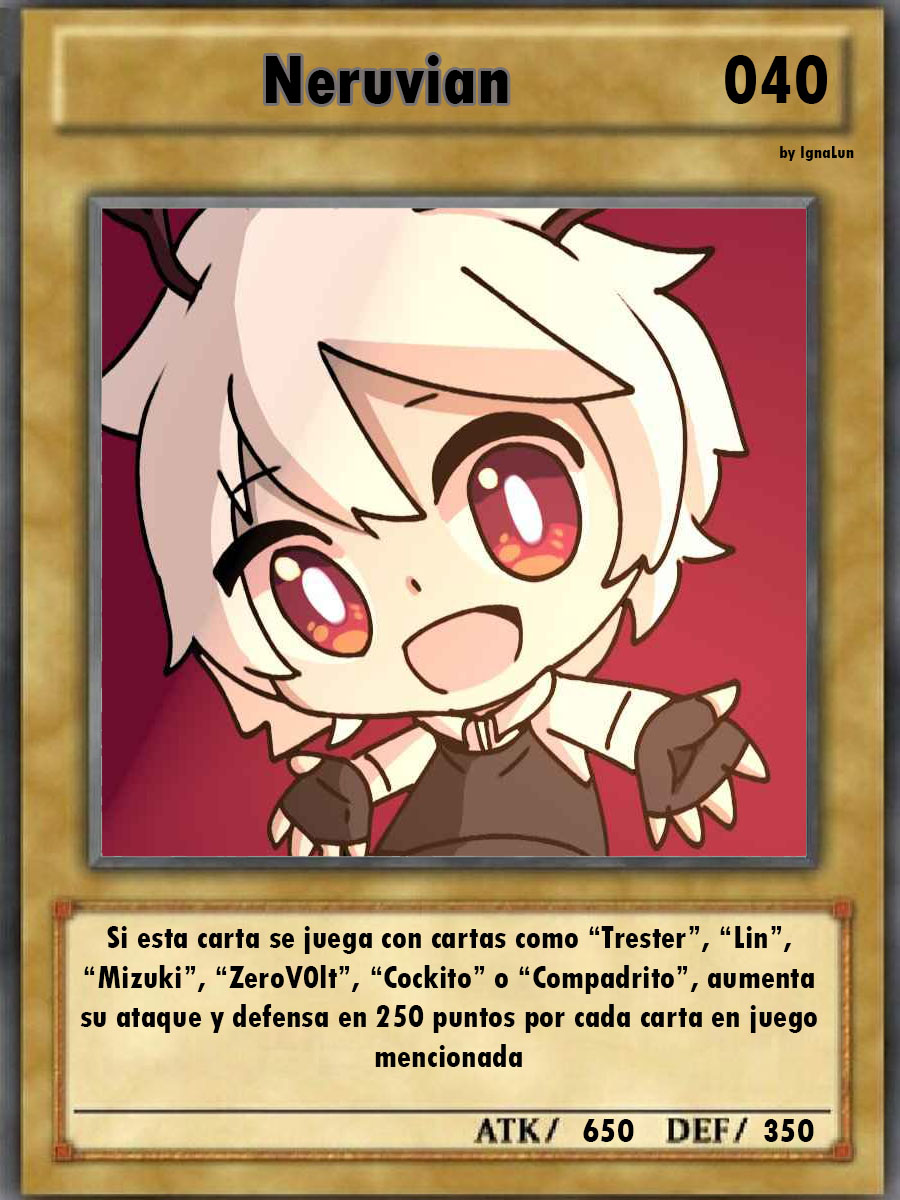 Neruvian 040
by IgnaLun
Si esta carta se juega con cartas como “Trester”, “Lin”,
“Mizuki”, “ZeroV0lt”, “Cockito” o “Compadrito”, aumenta
su ataque y defensa en 250 puntos por cada carta en juego
mencionada
ATK/ 650 DEF/ 350